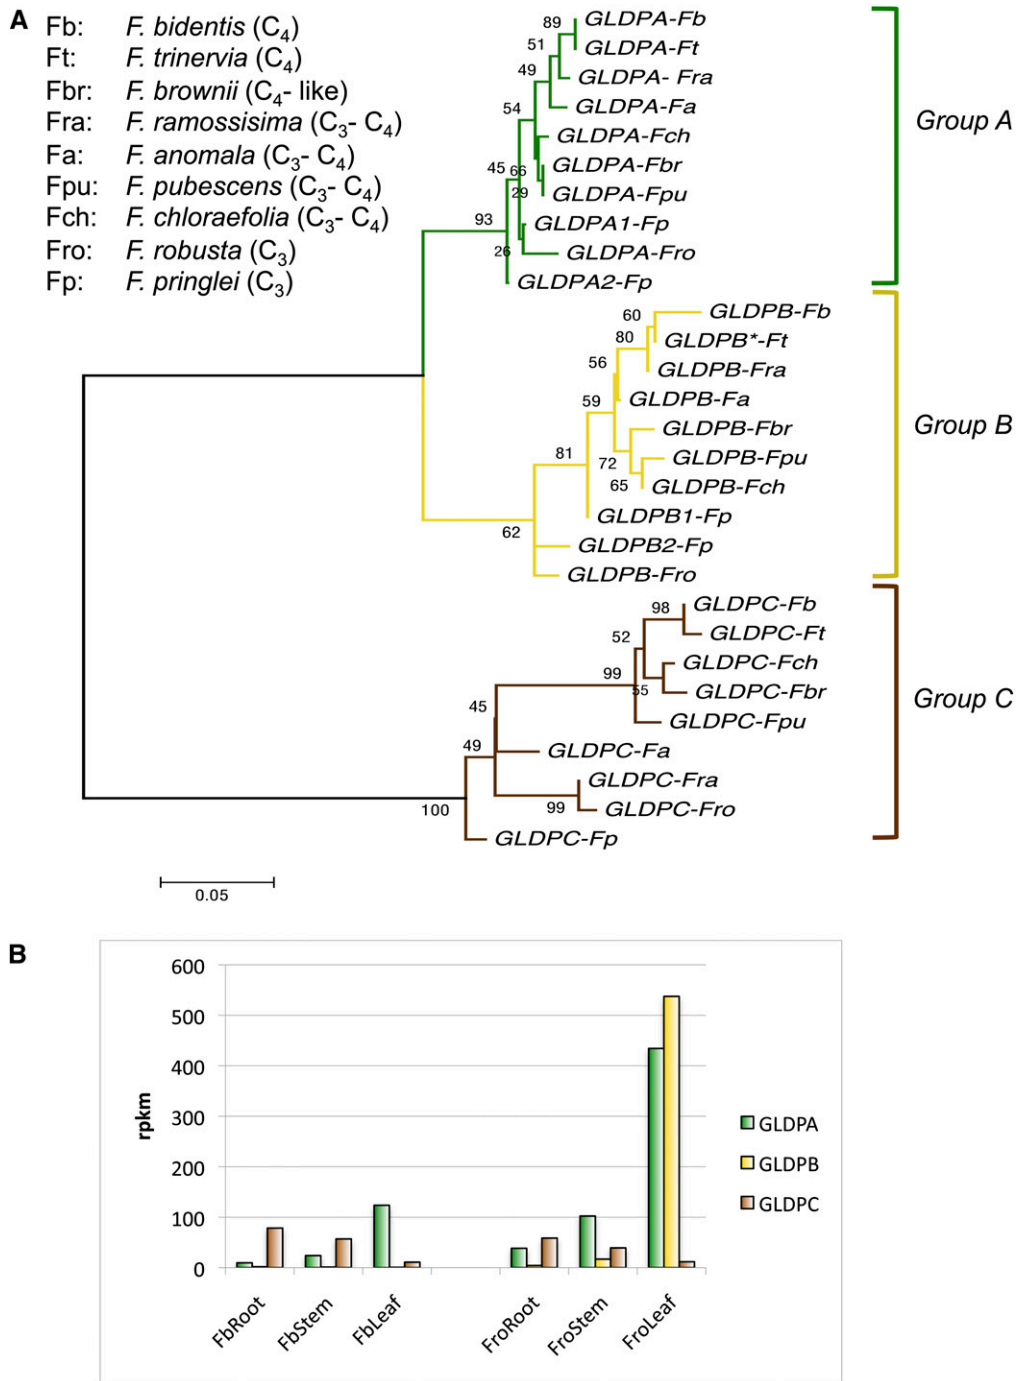 A
Fb: F. bidentis (C4)
Ft: F. trinervia (C4)
Fbr: F. brownii (C4- like)
Fra: F. ramossisima (C3- C4)
Fa: F. anomala (C3- C4)
Fpu: F. pubescens (C3- C4)
Fch: F. chloraefolia (C3- C4)
Fro: F. robusta (C3)
Fp: F. pringlei (C3)
89
GLDPA-Fb
51
GLDPA-Ft
49
GLDPA- Fra
54
GLDPA-Fa
GLDPA-Fch
45
66
GLDPA-Fbr
29
GLDPA-Fpu
93
GLDPA1-Fp
26
GLDPA-Fro
GLDPA2-Fp
Group A
60
GLDPB-Fb
80
GLDPB*-Ft
56
GLDPB-Fra
59
GLDPB-Fa
GLDPB-Fbr
81
72
GLDPB-Fpu
65
GLDPB-Fch
GLDPB1-Fp
62
GLDPB2-Fp
GLDPB-Fro
Group B
98
GLDPC-Fb
52
GLDPC-Ft
99
GLDPC-Fch
55
GLDPC-Fbr
45
GLDPC-Fpu
49
GLDPC-Fa
GLDPC-Fra
99
GLDPC-Fro
100
GLDPC-Fp
Group C
0.05
B
600
500
400
300
200
100
0
rpkm
FbRoot
FbStem
FbLeaf
FroRoot
FroStem
FroLeaf
GLDPA
GLDPB
GLDPC